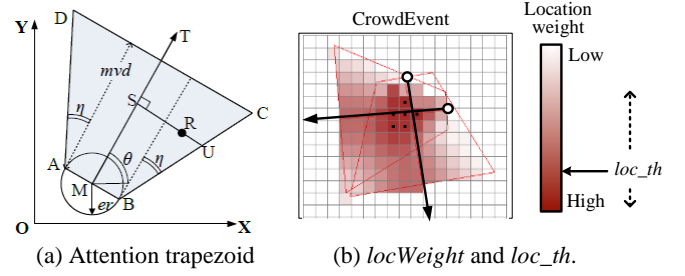 D
Y
T
mvd
η
S
R
C
U
A
θ
η
M
er
B
O
X
(a) Attention trapezoid
CrowdEvent
Location
weight
Low
loc_th
High
(b) locWeight and loc_th.